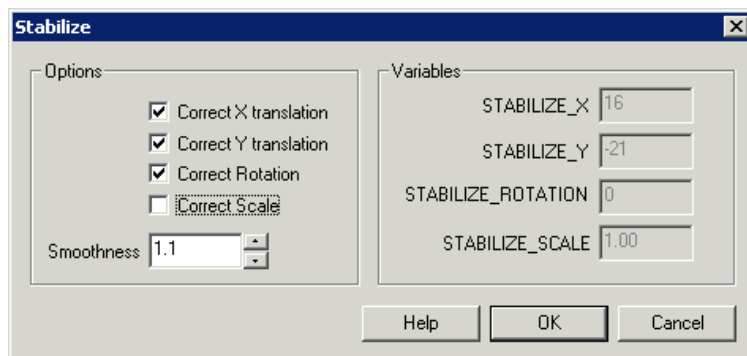 Stabilize
Options
Correct X translation
Correct Y translation
Correct Rotation
Correct Scale
Smoothness 1.1
Variables
STABILIZE_X 16
STABILIZE_Y -21
STABILIZE_ROTATION 0
STABILIZE_SCALE 1.00
Help OK Cancel